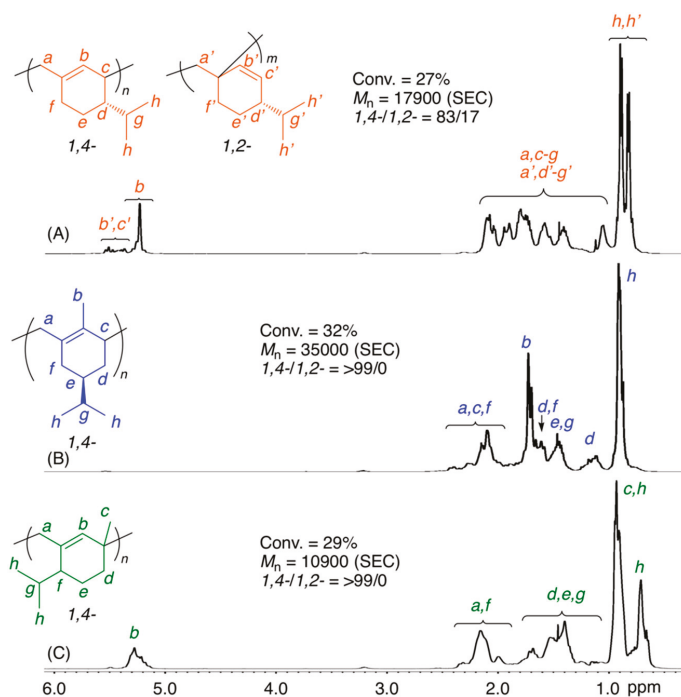 h,h'
a b c n f e d g h h
a' b' m c' f' e' d' g' h' h'
1,4- 1,2-
Conv. = 27%
Mn = 17900 (SEC)
1,4-/1,2- = 83/17
a,c-g
a',d'-g'
b
b',c'
(A)
b h
a c n f d e g h h
1,4-
Conv. = 32%
Mn = 35000 (SEC)
1,4-/1,2- = >99/0
b
a,c,f d,f
e,g
d
(B)
c,h
a b c n h g f d e h
1,4-
Conv. = 29%
Mn = 10900 (SEC)
1,4-/1,2- = >99/0
h
d,e,g
a,f
b
(C)
6.0 5.0 4.0 3.0 2.0 1.0 ppm